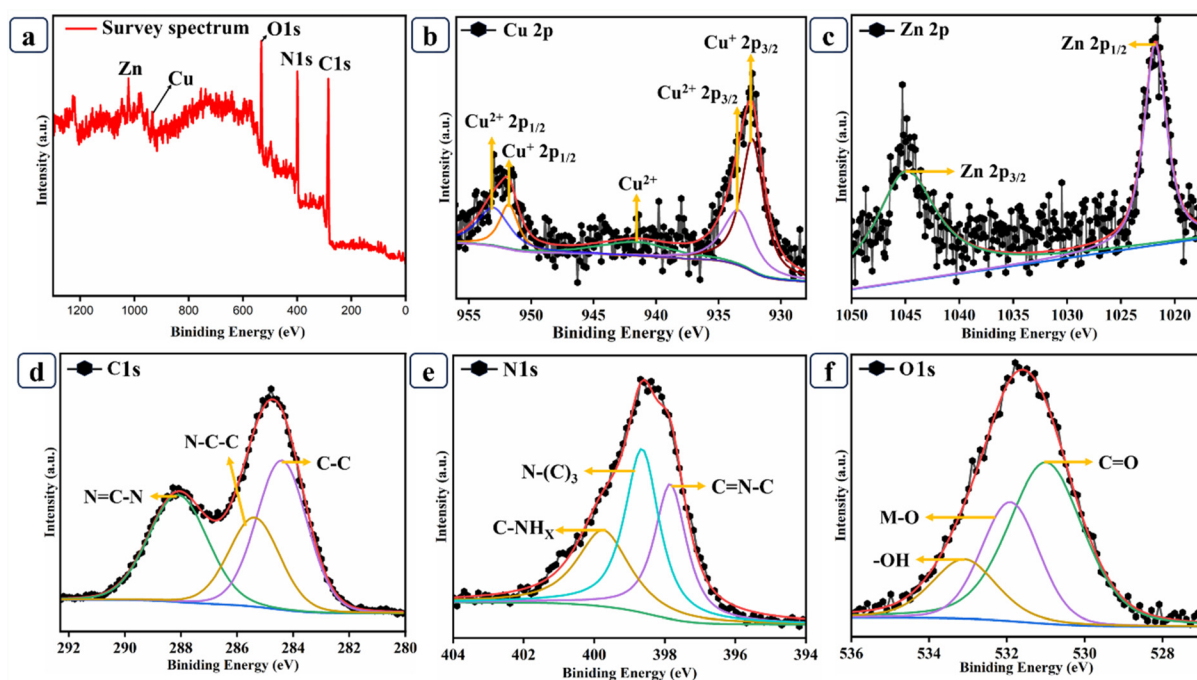 a
Survey spectrum
O1s
N1s
C1s
Zn
Cu
Intensity (a.u.)
1200 1000 800 600 400 200 0
Biniding Energy (eV)
b
Cu 2p
Cu⁺ 2p₃/₂
Cu²⁺ 2p₃/₂
Cu²⁺ 2p₁/₂
Cu⁺ 2p₁/₂
Cu²⁺
Intensity (a.u.)
955 950 945 940 935 930
Biniding Energy (eV)
c
Zn 2p
Zn 2p₁/₂
Zn 2p₃/₂
Intensity (a.u.)
1050 1045 1040 1035 1030 1025 1020
Biniding Energy (eV)
d
C1s
N-C-C
C-C
N=C-N
Intensity (a.u.)
292 290 288 286 284 282 280
Biniding Energy (eV)
e
N1s
N-(C)₃
C=N-C
C-NHₓ
Intensity (a.u.)
404 402 400 398 396 394
Biniding Energy (eV)
f
O1s
C=O
M-O
-OH
Intensity (a.u.)
536 534 532 530 528
Biniding Energy (eV)